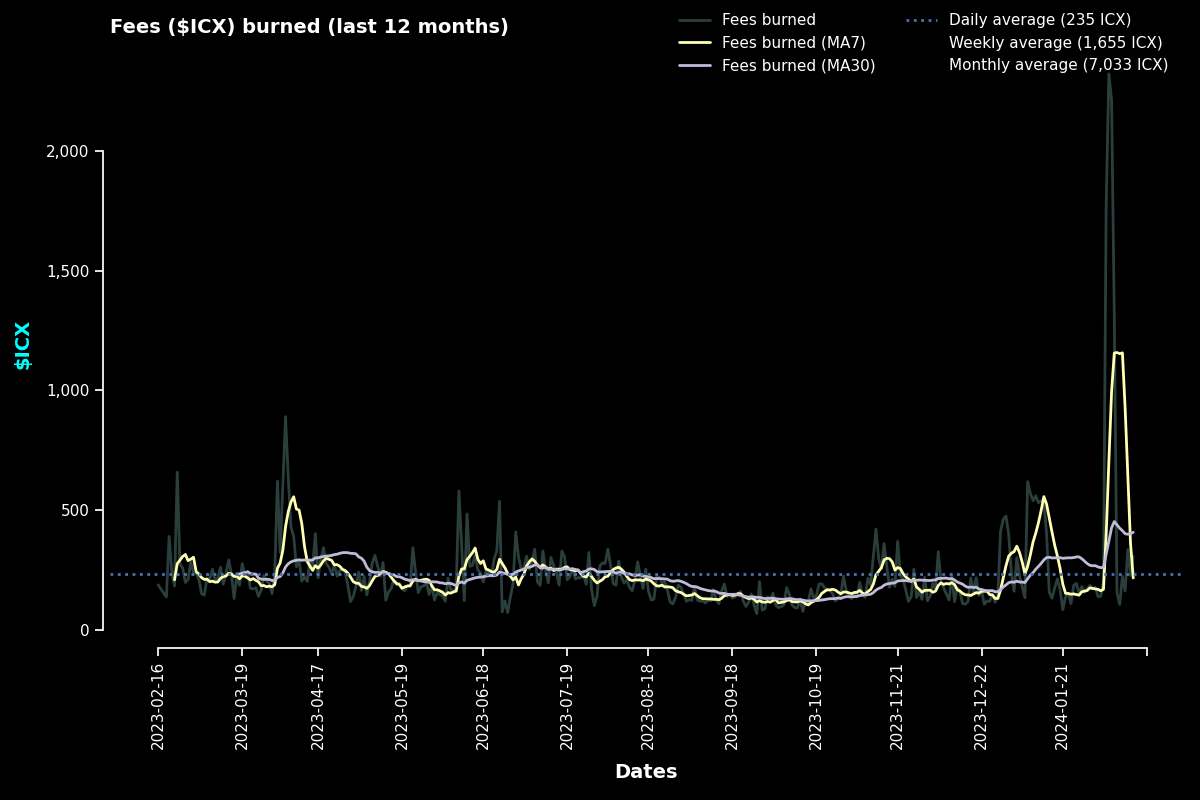 Fees ($ICX) burned (last 12 months)
Fees burned
Fees burned (MA7)
Fees burned (MA30)
Daily average (235 ICX)
Weekly average (1,655 ICX)
Monthly average (7,033 ICX)
2,000
1,500
1,000
500
0
$ICX
2023-02-16
2023-03-19
2023-04-17
2023-05-19
2023-06-18
2023-07-19
2023-08-18
2023-09-18
2023-10-19
2023-11-21
2023-12-22
2024-01-21
Dates